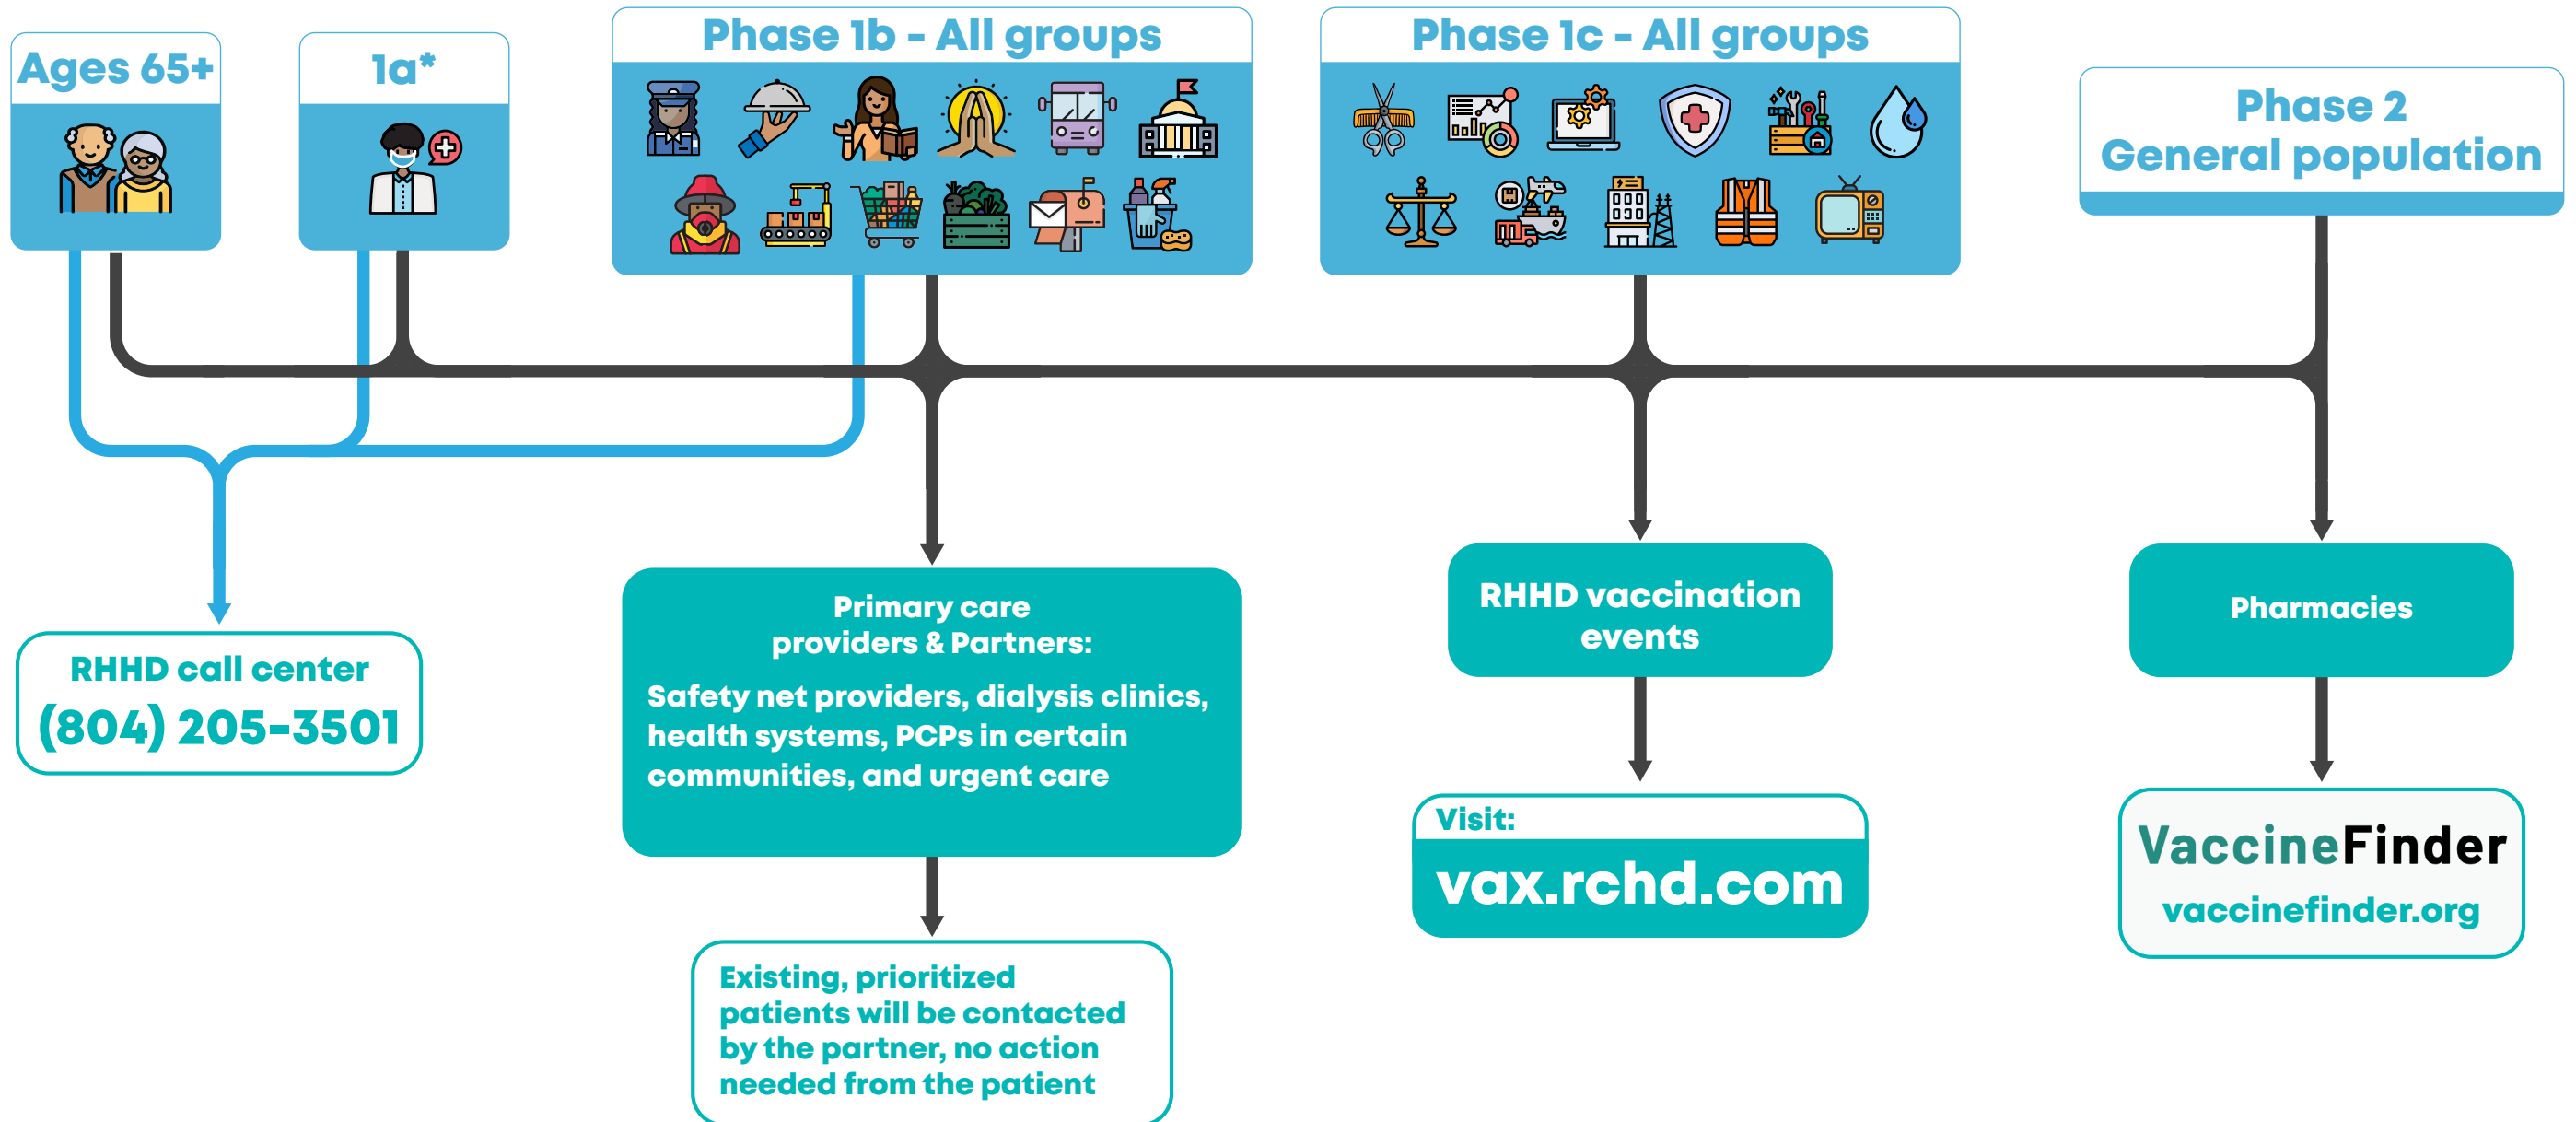 Ages 65+
1a*
Phase 1b - All groups
Phase 1c - All groups
Phase 2
General population
RHHD call center
(804) 205-3501
Primary care
providers & Partners:
Safety net providers, dialysis clinics,
health systems, PCPs in certain
communities, and urgent care
Existing, prioritized
patients will be contacted
by the partner, no action
needed from the patient
RHHD vaccination
events
Visit:
vax.rchd.com
Pharmacies
VaccineFinder
vaccinefinder.org